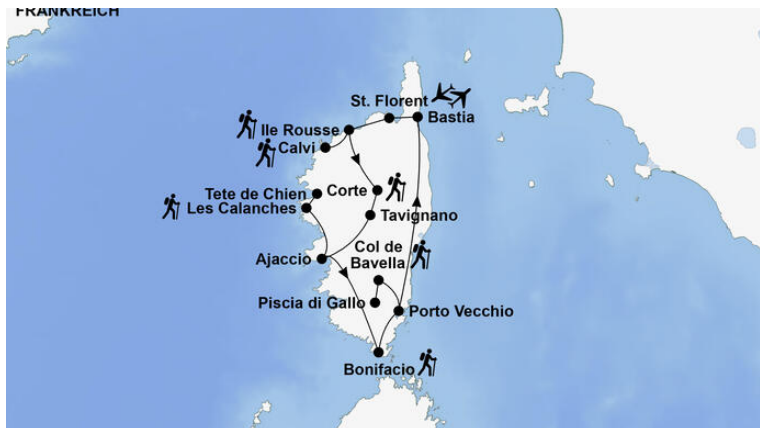 FRANKREICH
St. Florent
Bastia
Ile Rousse
Calvi
Tete de Chien
Corte
Les Calanches
Tavignano
Col de
Bavella
Ajaccio
Piscia di Gallo
Porto Vecchio
Bonifacio